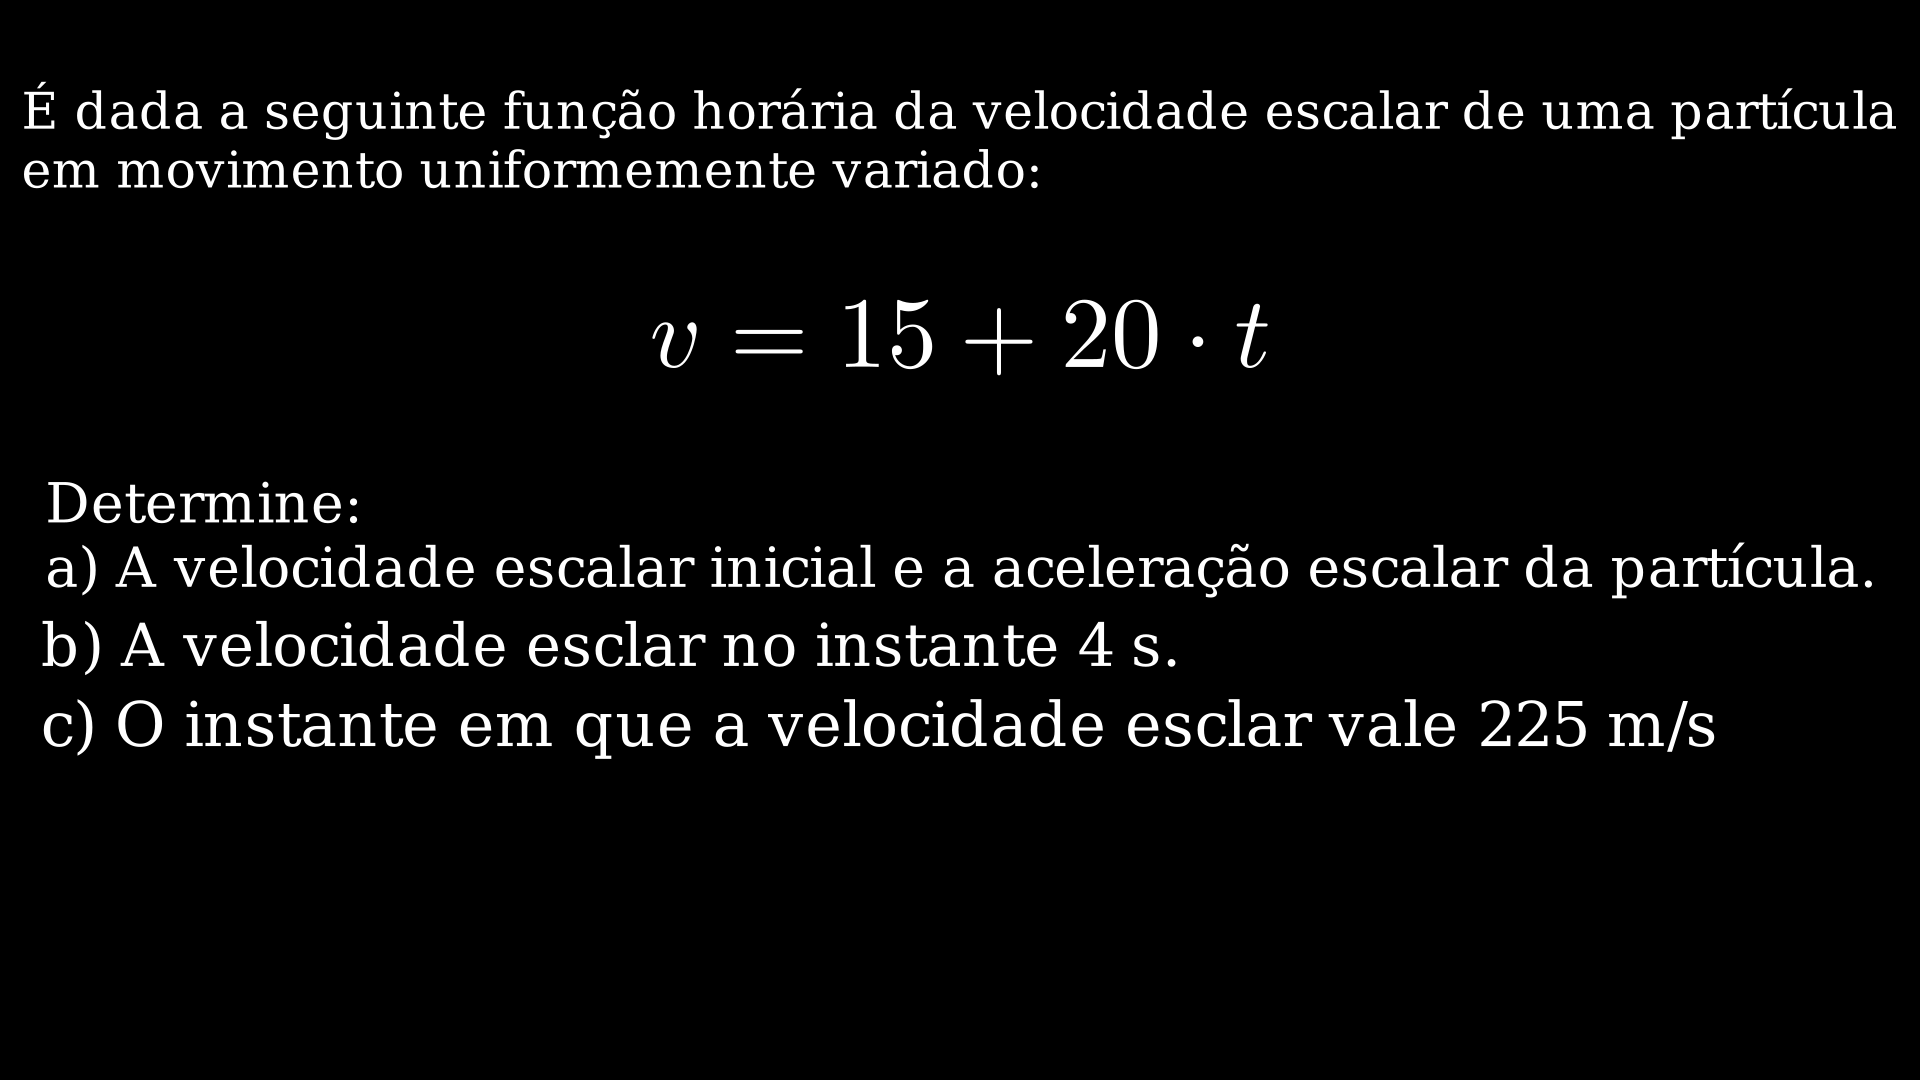 É dada a seguinte função horária da velocidade escalar de uma partícula
em movimento uniformemente variado:
v = 15 + 20 · t
Determine:
a) A velocidade escalar inicial e a aceleração escalar da partícula.
b) A velocidade esclar no instante 4 s.
c) O instante em que a velocidade esclar vale 225 m/s